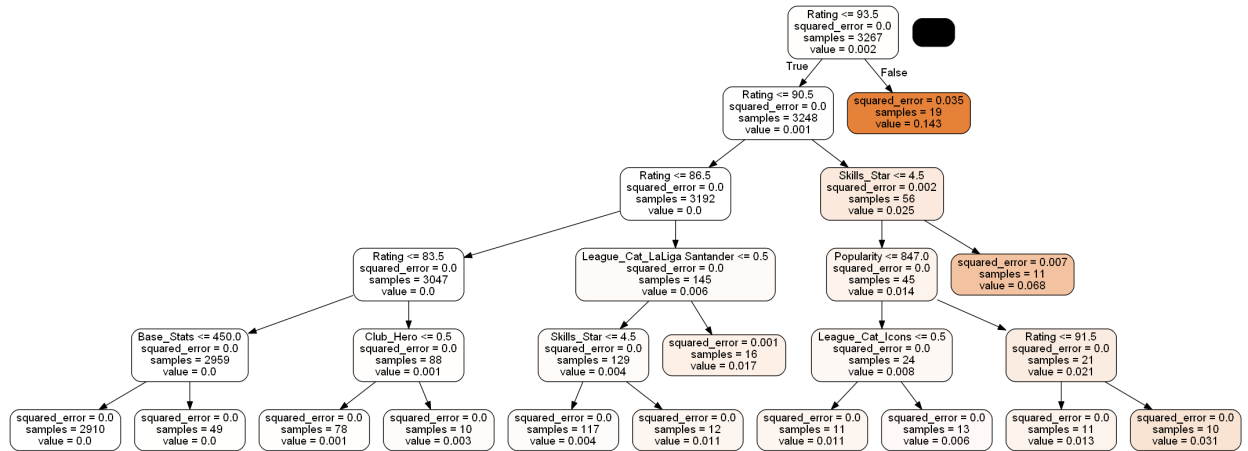 Rating <= 93.5
squared_error = 0.0
samples = 3267
value = 0.002
True
False
Rating <= 90.5
squared_error = 0.0
samples = 3248
value = 0.001
squared_error = 0.035
samples = 19
value = 0.143
Rating <= 86.5
squared_error = 0.0
samples = 3192
value = 0.0
Skills_Star <= 4.5
squared_error = 0.002
samples = 56
value = 0.025
Rating <= 83.5
squared_error = 0.0
samples = 3047
value = 0.0
League_Cat_LaLiga Santander <= 0.5
squared_error = 0.0
samples = 145
value = 0.006
Popularity <= 847.0
squared_error = 0.0
samples = 45
value = 0.014
squared_error = 0.007
samples = 11
value = 0.068
Base_Stats <= 450.0
squared_error = 0.0
samples = 2959
value = 0.0
Club_Hero <= 0.5
squared_error = 0.0
samples = 88
value = 0.001
Skills_Star <= 4.5
squared_error = 0.0
samples = 129
value = 0.004
squared_error = 0.001
samples = 16
value = 0.017
League_Cat_Icons <= 0.5
squared_error = 0.0
samples = 24
value = 0.008
Rating <= 91.5
squared_error = 0.0
samples = 21
value = 0.021
squared_error = 0.0
samples = 2910
value = 0.0
squared_error = 0.0
samples = 49
value = 0.0
squared_error = 0.0
samples = 78
value = 0.001
squared_error = 0.0
samples = 10
value = 0.003
squared_error = 0.0
samples = 117
value = 0.004
squared_error = 0.0
samples = 12
value = 0.011
squared_error = 0.0
samples = 11
value = 0.011
squared_error = 0.0
samples = 13
value = 0.006
squared_error = 0.0
samples = 11
value = 0.013
squared_error = 0.0
samples = 10
value = 0.031